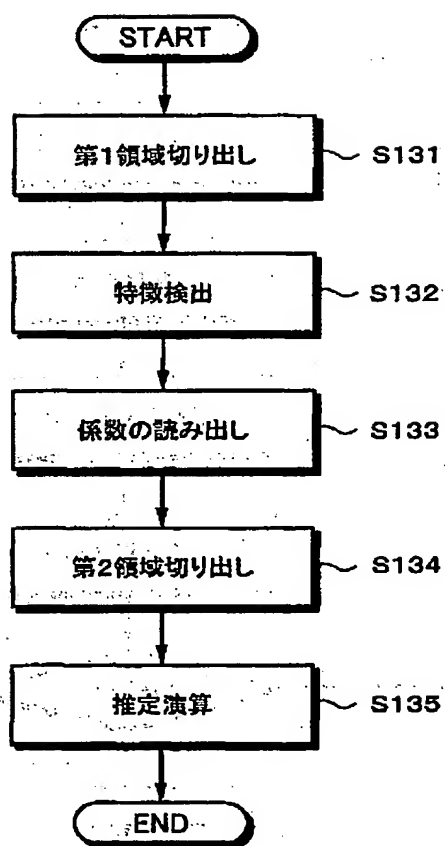 START
第1領域切り出し
S131
特徴検出
S132
係数の読み出し
S133
第2領域切り出し
S134
推定演算
S135
END